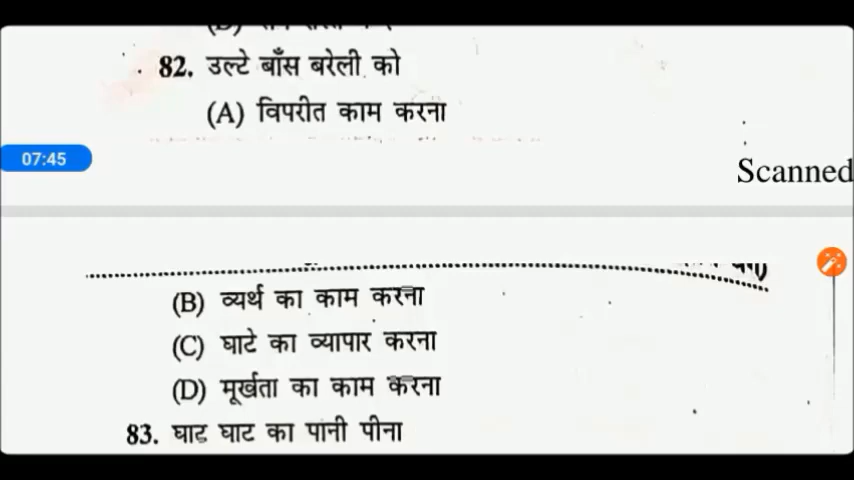 82. उल्टे बाँस बरेली को
(A) विपरीत काम करना
07:45
Scanned
(B) व्यर्थ का काम करना
(C) घाटे का व्यापार करना
(D) मूर्खता का काम करना
83. घाट घाट का पानी पीना